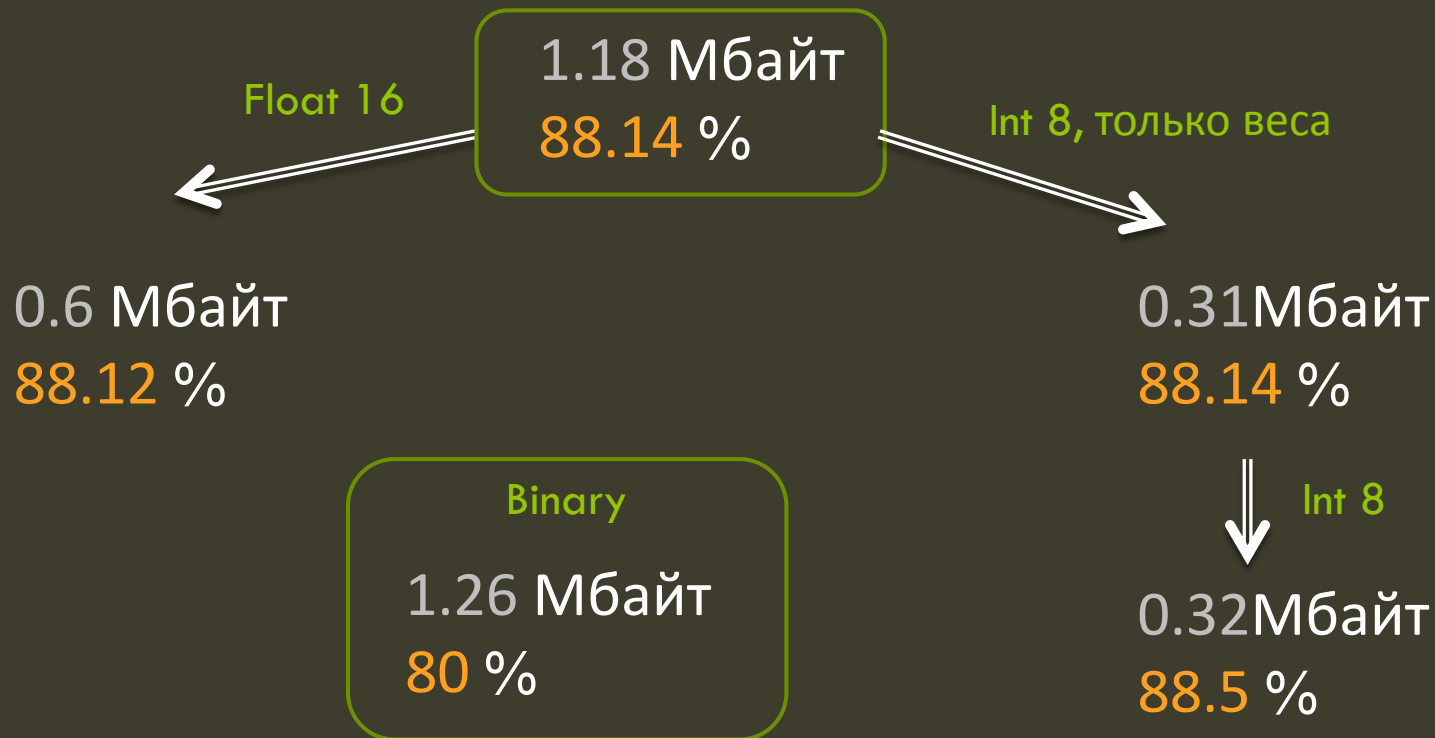 1.18 Мбайт
88.14 %
Float 16
Int 8, только веса
0.6 Мбайт
88.12 %
0.31Мбайт
88.14 %
Binary
1.26 Мбайт
80 %
Int 8
0.32Мбайт
88.5 %